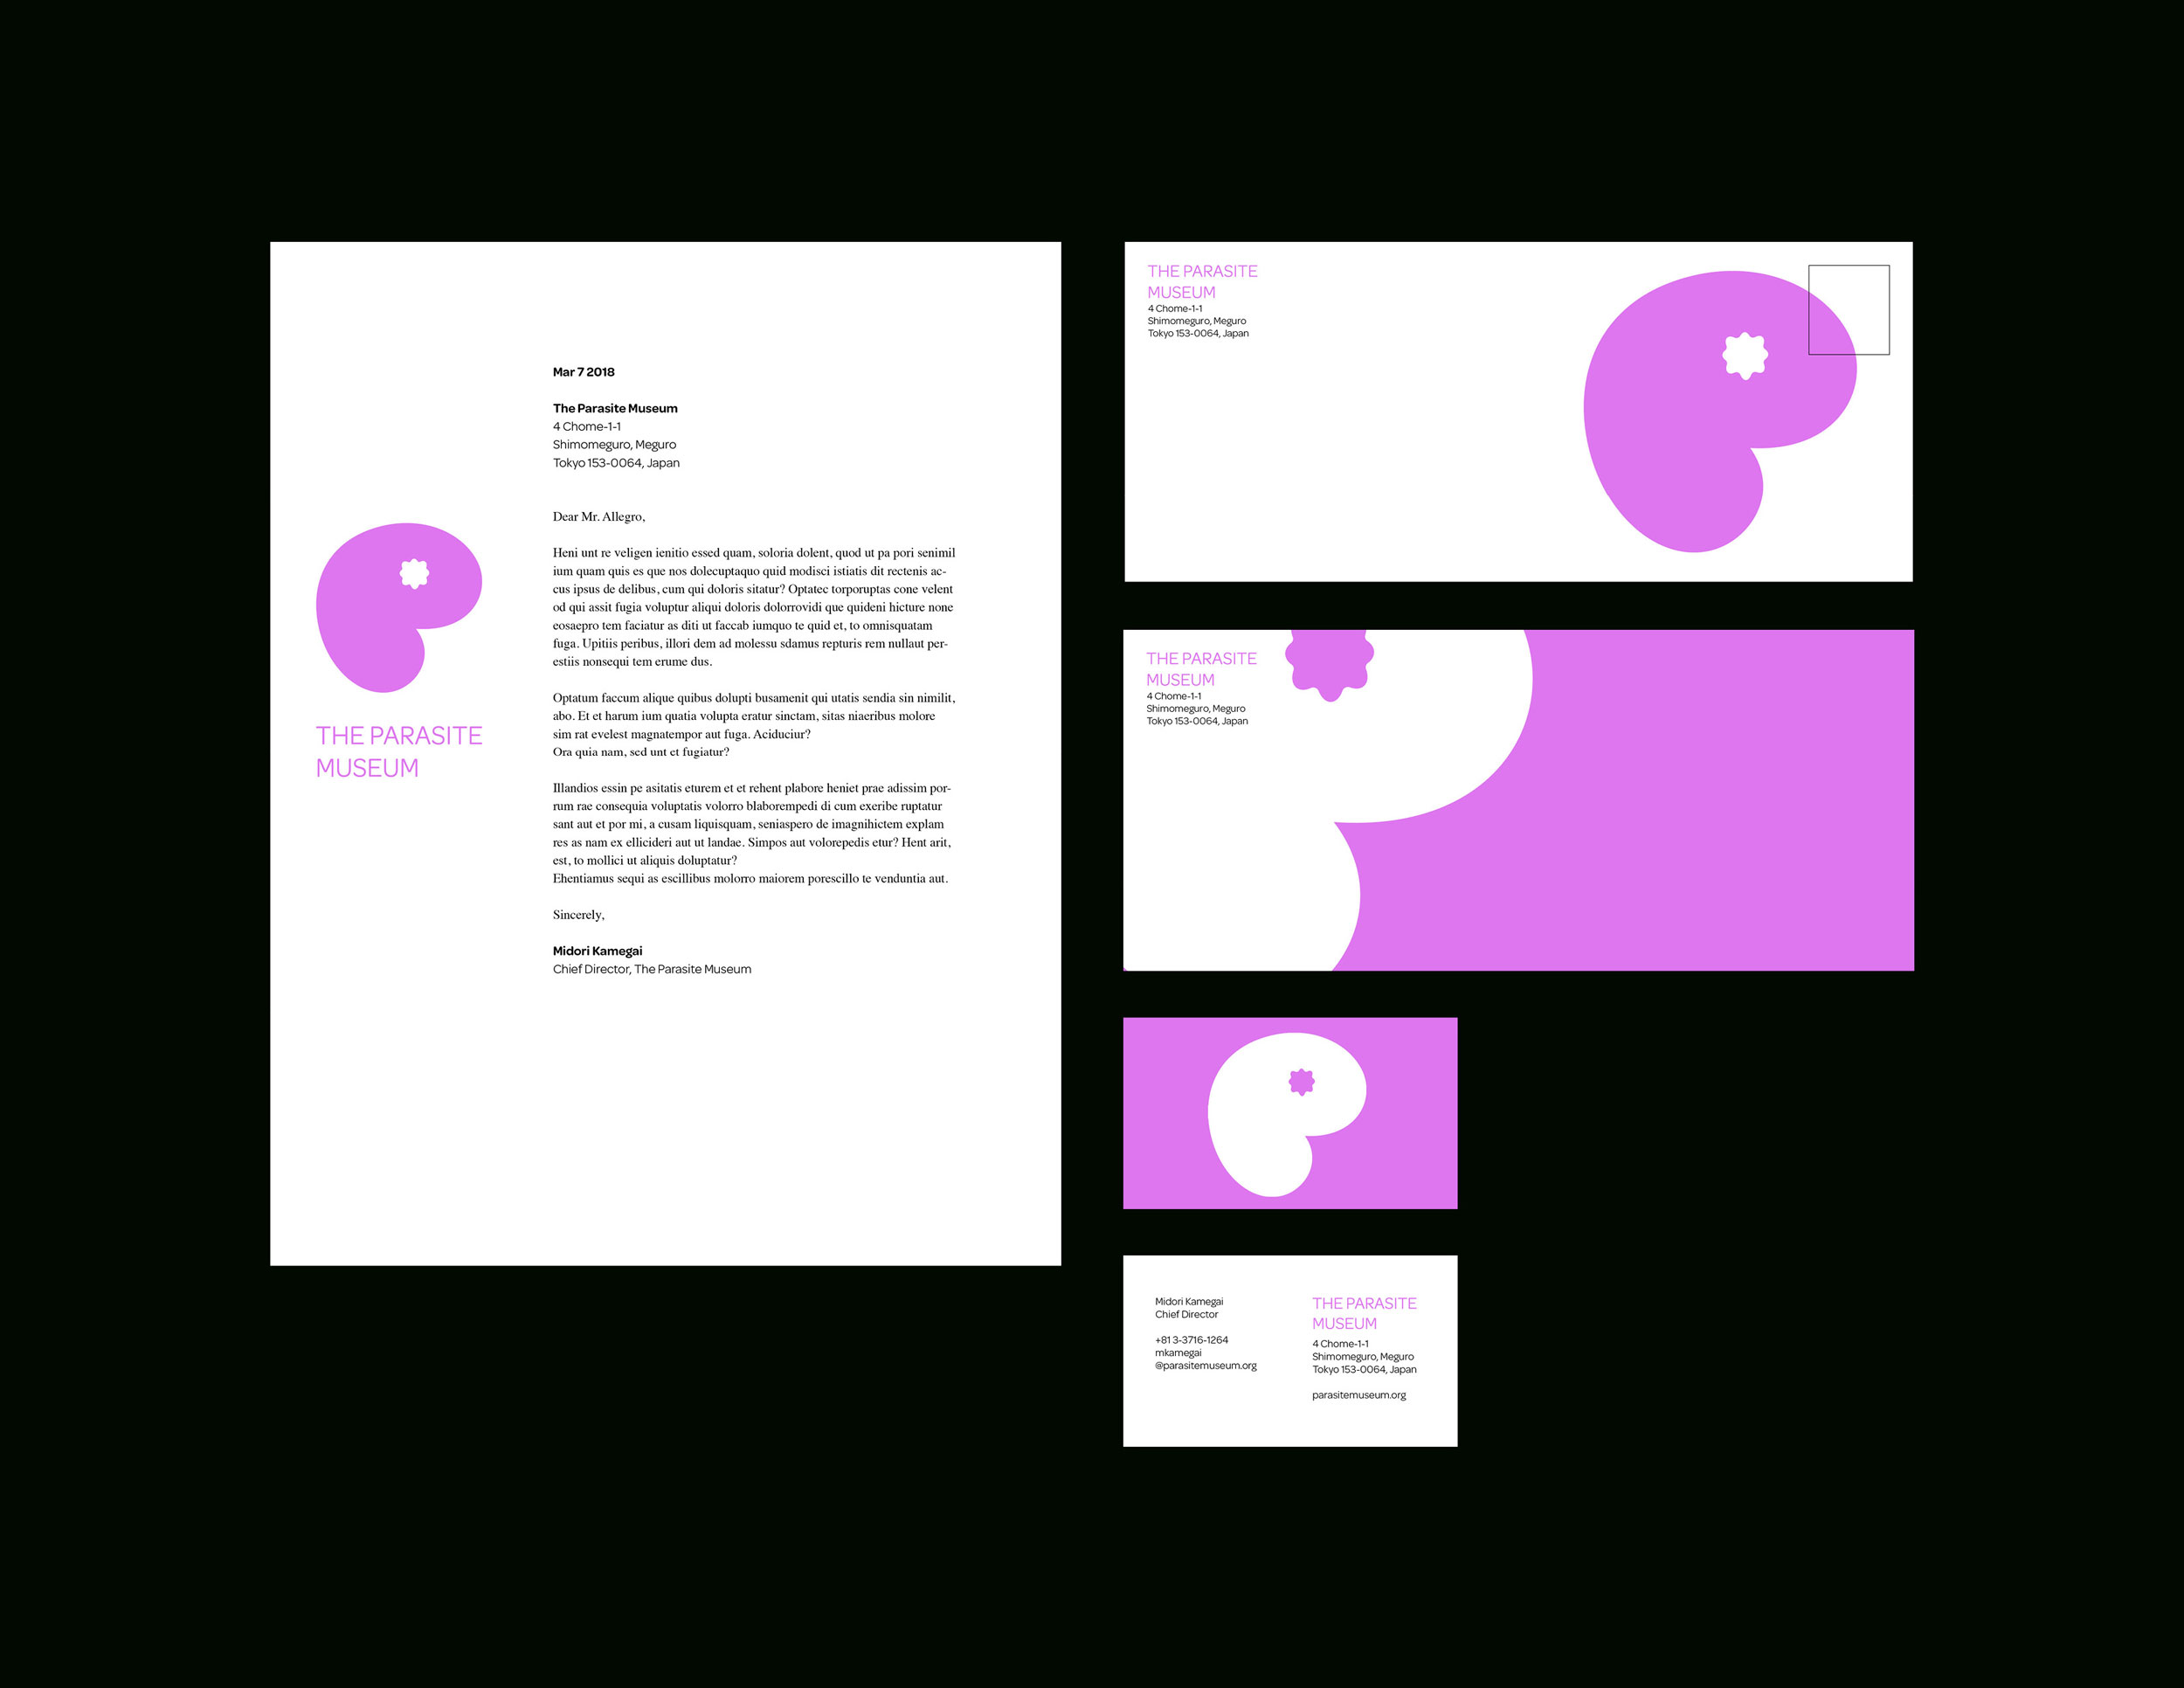 THE PARASITE
MUSEUM
Mar 7 2018
The Parasite Museum
4 Chome-1-1
Shimomeguro, Meguro
Tokyo 153-0064, Japan
Dear Mr. Allegro,
Heni unt re veligen ienitio essed quam, soloria dolent, quod ut pa pori senimil
ium quam quis es que nos dolecuptaquo quid modisci istiatis dit rectenis ac-
cus ipsus de delibus, cum qui doloris sitatur? Optatec torporuptas cone velent
od qui assit fugia voluptur aliqui doloris dolorrovidi que quideni hicture none
eosaepro tem faciatur as diti ut faccab iumquo te quid et, to omnisquatam
fuga. Upitiis peribus, illori dem ad molessu sdamus repturis rem nullaut per-
estiis nonsequi tem erume dus.
Optatum faccum alique quibus dolupti busamenit qui utatis sendia sin nimilit,
abo. Et et harum ium quatia volupta eratur sinctam, sitas niaeribus molore
sim rat evelest magnatempor aut fuga. Aciduciur?
Ora quia nam, sed unt et fugiatur?
Illandios essin pe asitatis eturem et et rehent plabore heniet prae adissim por-
rum rae consequia voluptatis volorro blaborempedi di cum exeribe ruptatur
sant aut et por mi, a cusam liquisquam, seniaspero de imagnihictem explam
res as nam ex ellicideri aut ut landae. Simpos aut volorepedis etur? Hent arit,
est, to mollici ut aliquis doluptatur?
Ehentiamus sequi as escillibus molorro maiorem porescillo te venduntia aut.
Sincerely,
Midori Kamegai
Chief Director, The Parasite Museum
THE PARASITE
MUSEUM
4 Chome-1-1
Shimomeguro, Meguro
Tokyo 153-0064, Japan
THE PARASITE
MUSEUM
4 Chome-1-1
Shimomeguro, Meguro
Tokyo 153-0064, Japan
Midori Kamegai
Chief Director
+81 3-3716-1264
mkamegai
@parasitemuseum.org
THE PARASITE
MUSEUM
4 Chome-1-1
Shimomeguro, Meguro
Tokyo 153-0064, Japan
parasitemuseum.org